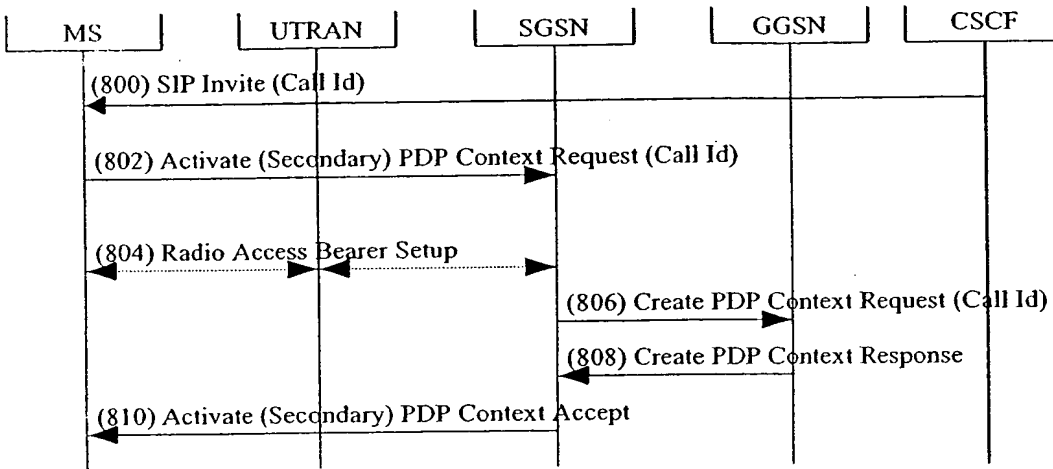 MS
UTRAN
SGSN
GGSN
CSCF
(800) SIP Invite (Call Id)
(802) Activate (Secondary) PDP Context Request (Call Id)
(804) Radio Access Bearer Setup
(806) Create PDP Context Request (Call Id)
(808) Create PDP Context Response
(810) Activate (Secondary) PDP Context Accept